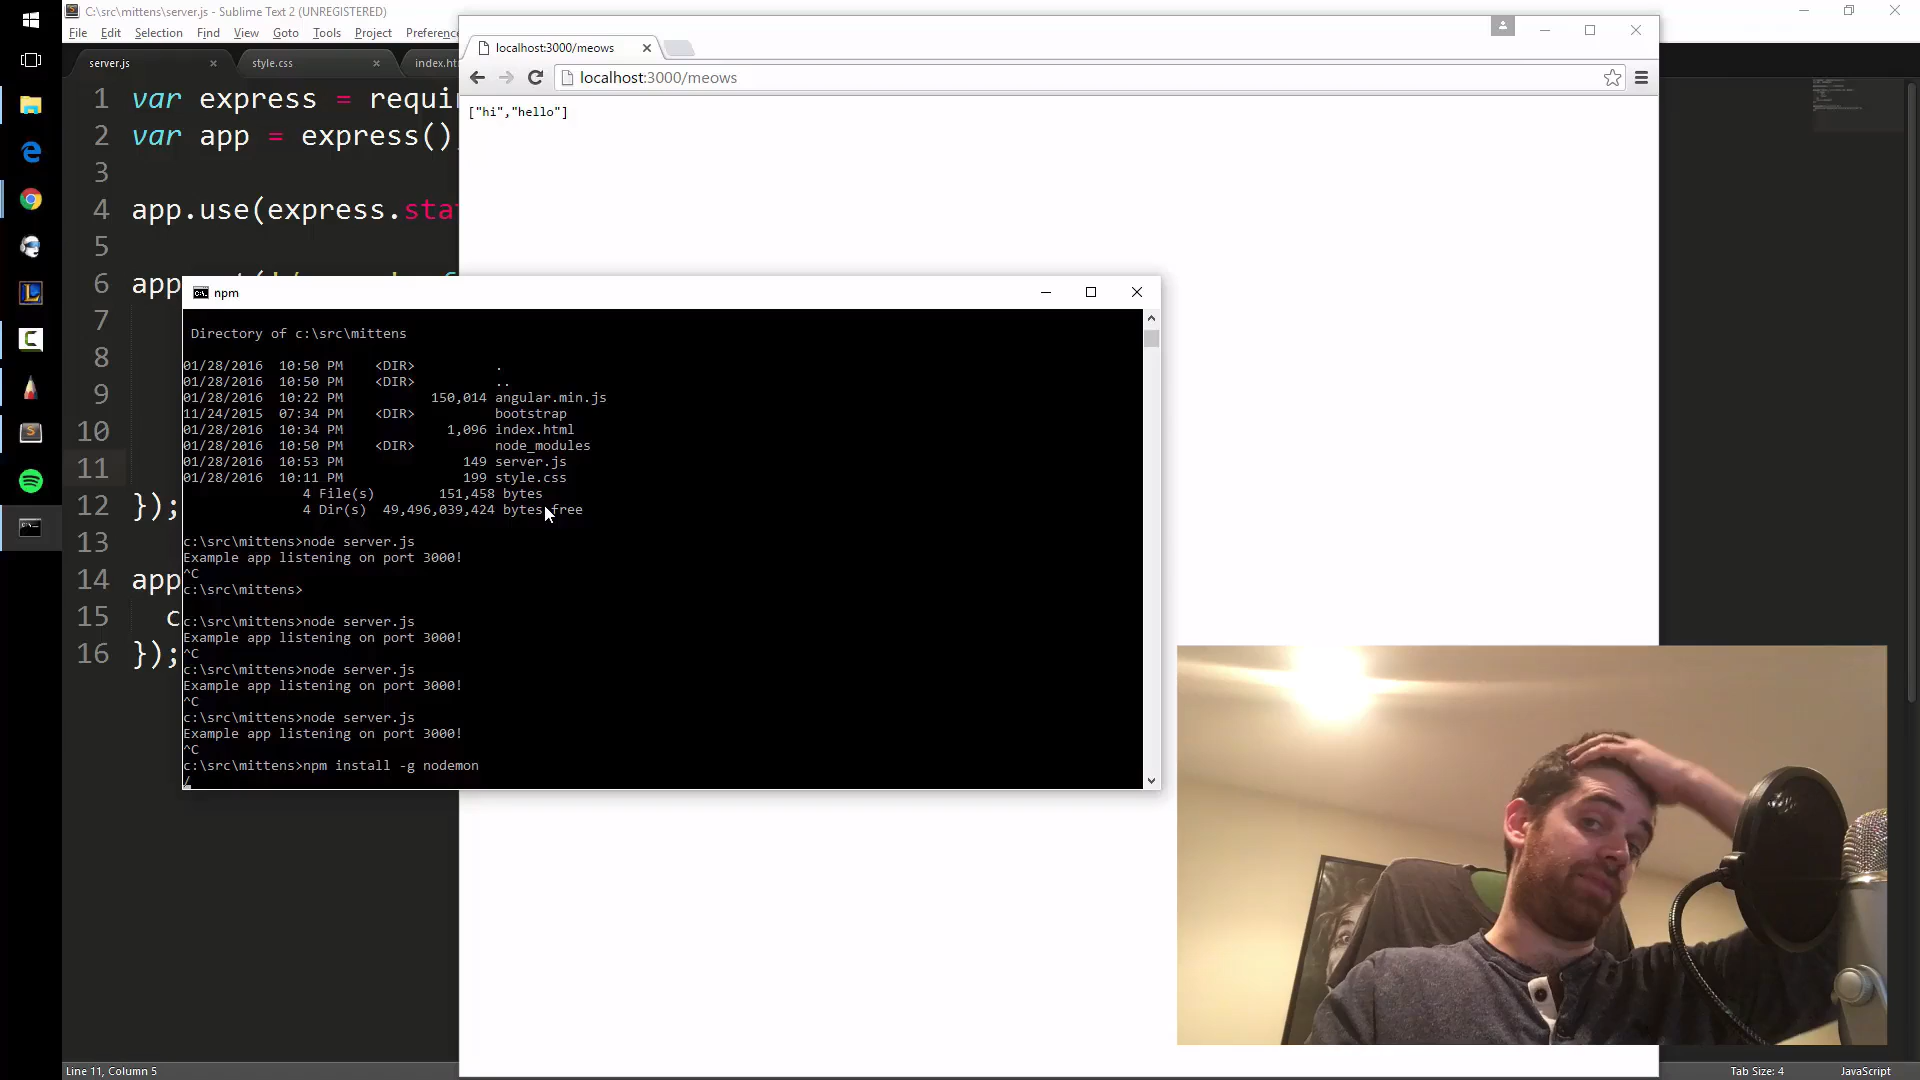 C:\src\mittens\server.js - Sublime Text 2 (UNREGISTERED)
File Edit Selection Find View Goto Tools Project Preferenc
server.js style.css index.ht
1 var express = requi
2 var app = express()
3
4 app.use(express.sta
5
6 app
7
8
9
10
11
12 });
13
14 app
15 c
16 });
Line 11, Column 5
Tab Size: 4 JavaScript
localhost:3000/meows
localhost:3000/meows
["hi","hello"]
npm
Directory of c:\src\mittens
01/28/2016 10:50 PM <DIR> .
01/28/2016 10:50 PM <DIR> ..
01/28/2016 10:22 PM 150,014 angular.min.js
11/24/2015 07:34 PM <DIR> bootstrap
01/28/2016 10:34 PM 1,096 index.html
01/28/2016 10:50 PM <DIR> node_modules
01/28/2016 10:53 PM 149 server.js
01/28/2016 10:11 PM 199 style.css
4 File(s) 151,458 bytes
4 Dir(s) 49,496,039,424 bytes free
c:\src\mittens>node server.js
Example app listening on port 3000!
^C
c:\src\mittens>
c:\src\mittens>node server.js
Example app listening on port 3000!
^C
c:\src\mittens>node server.js
Example app listening on port 3000!
^C
c:\src\mittens>node server.js
Example app listening on port 3000!
^C
c:\src\mittens>npm install -g nodemon
/